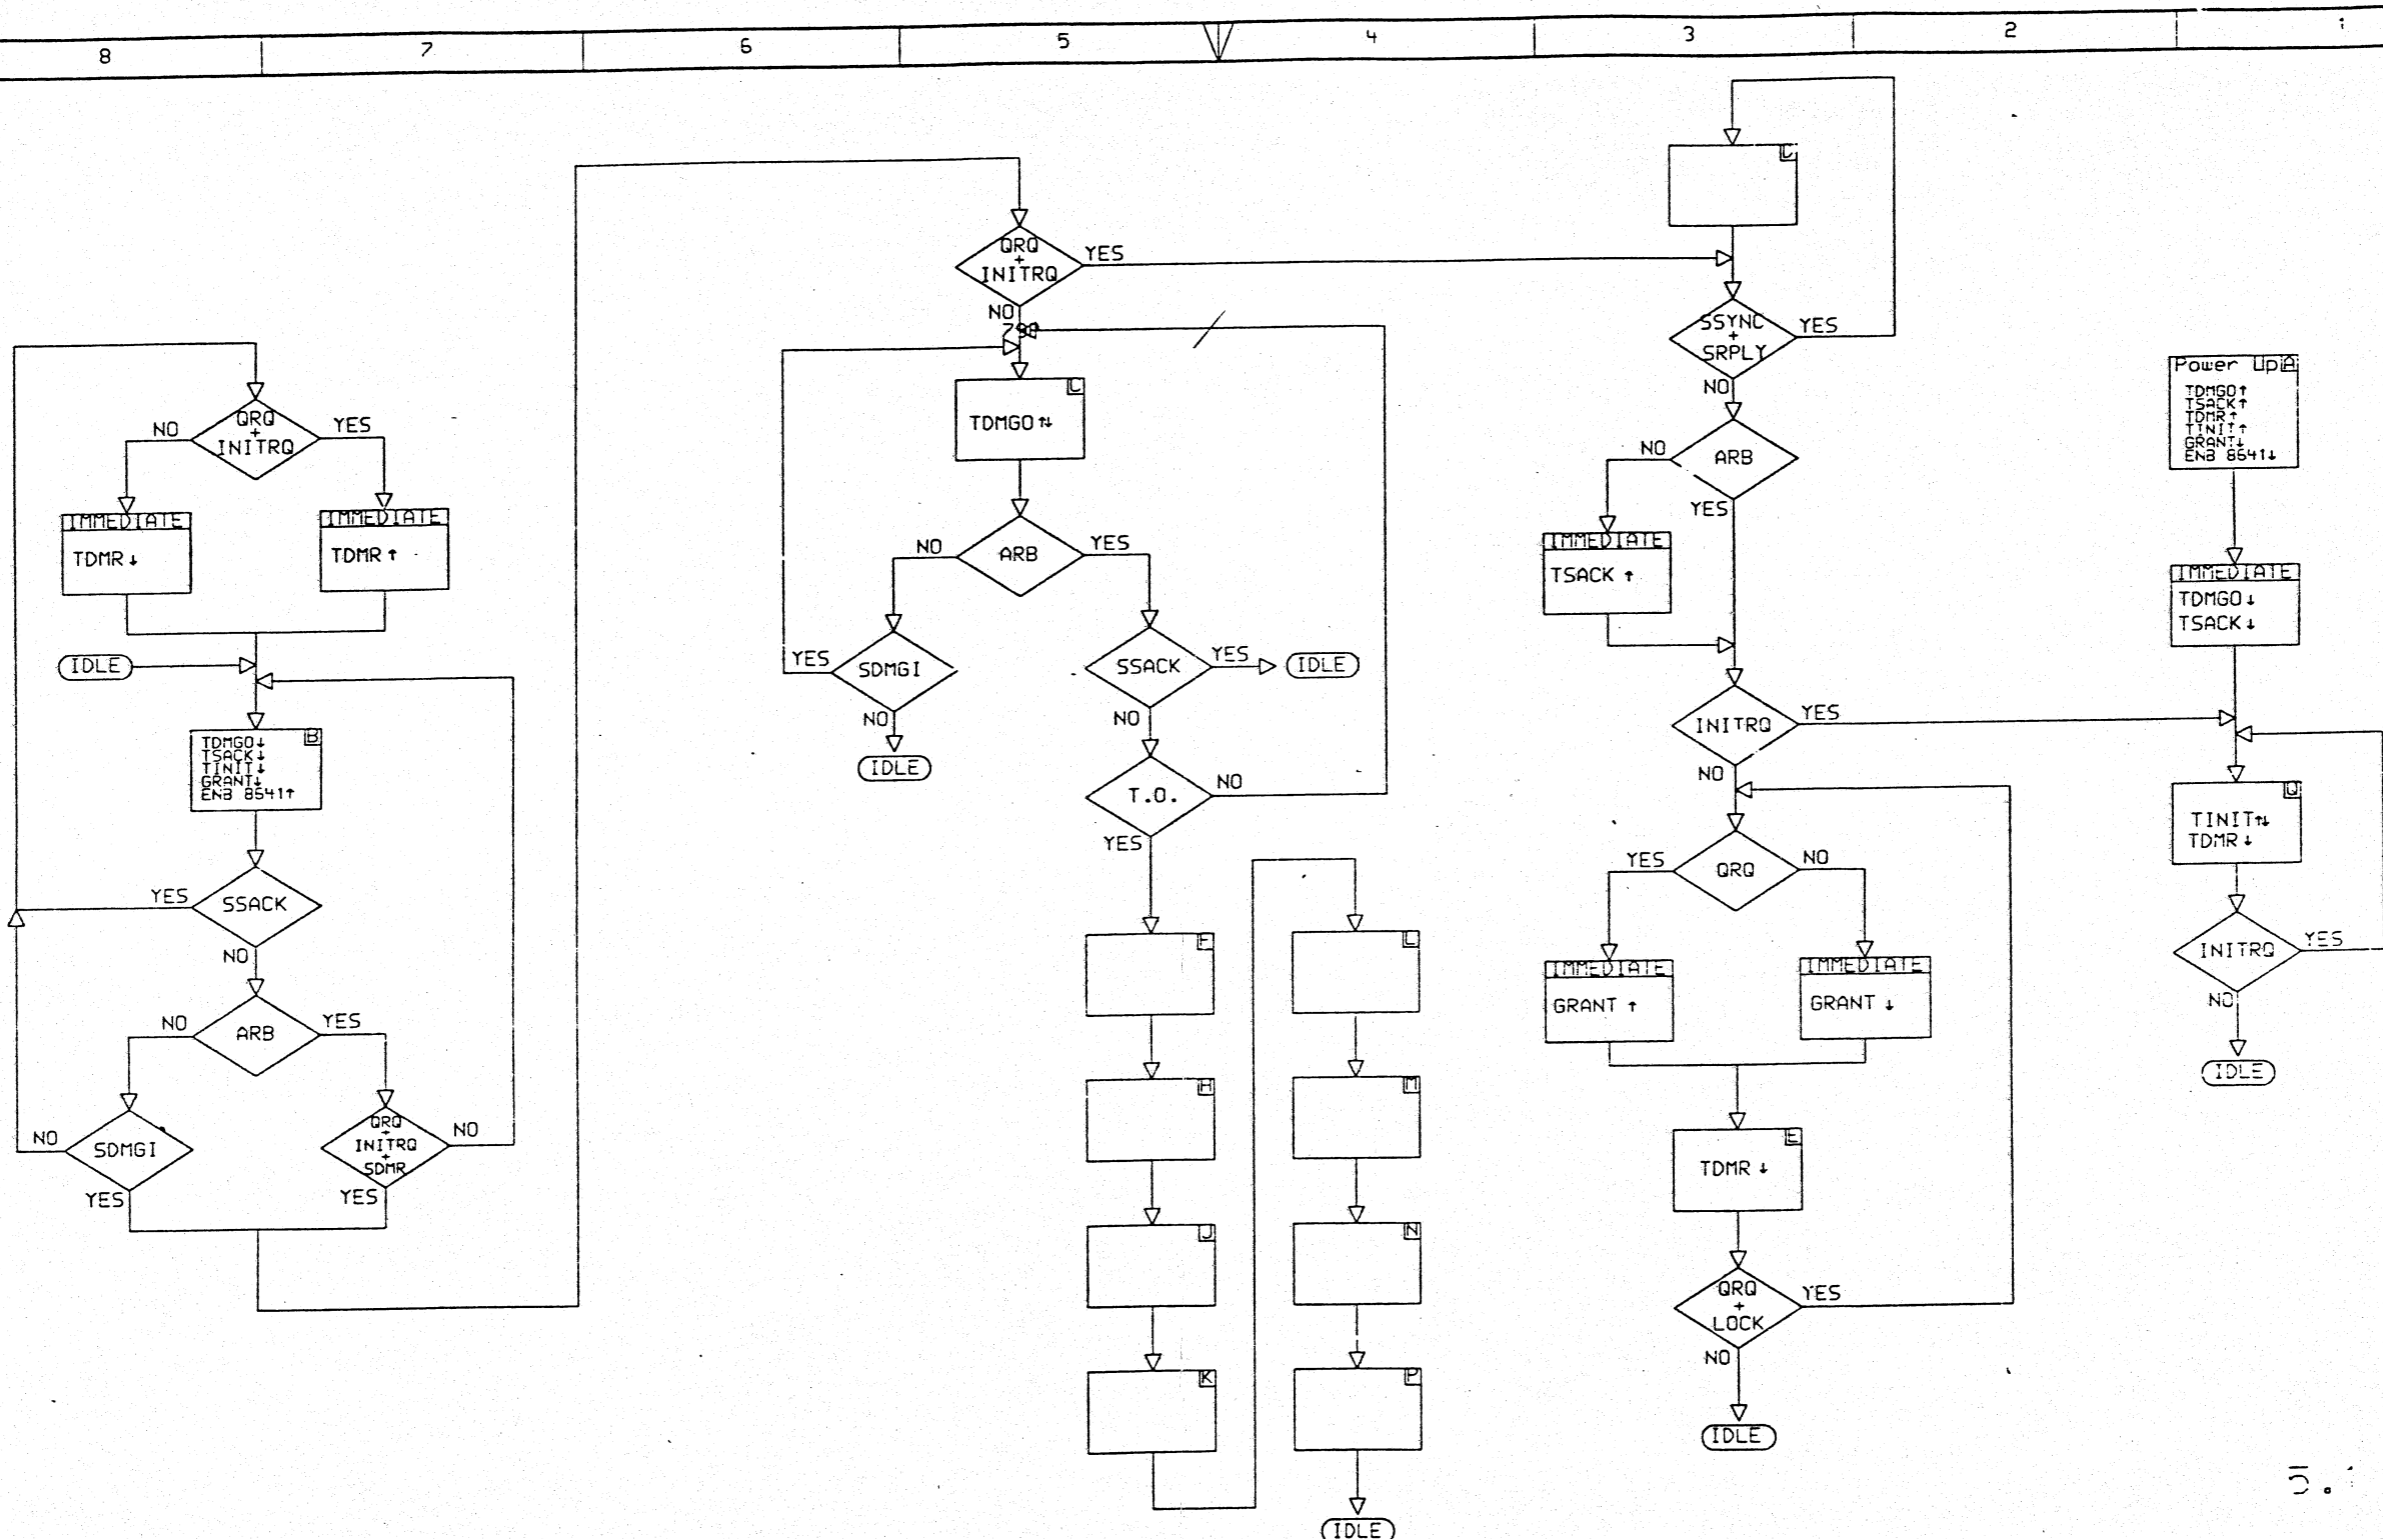 8 7 6 5 4 3 2 1
QRQ
+
INITRQ
NO
YES
IMMEDIATE
TDMR↓
IMMEDIATE
TDMR↑
IDLE
B
TDMGO↓
TSACK↓
TINIT↓
GRANT↓
ENB 8641↑
SSACK
YES
NO
ARB
NO
YES
SDMGI
NO
YES
QRQ
+
INITRQ
+
SDMR
NO
YES
QRQ
+
INITRQ
YES
NO
C
TDMGO↑↓
ARB
NO
YES
SDMGI
YES
NO
IDLE
SSACK
YES
IDLE
NO
T.O.
NO
YES
F
H
J
K
L
M
N
P
IDLE
D
SSYNC
+
SRPLY
YES
NO
ARB
NO
YES
IMMEDIATE
TSACK ↑
INITRQ
YES
NO
QRQ
YES
NO
IMMEDIATE
GRANT ↑
IMMEDIATE
GRANT ↓
E
TDMR ↓
QRQ
+
LOCK
YES
NO
IDLE
Power Up A
TDMGO↑
TSACK↑
TDMR↑
TINIT↑
GRANT↓
ENB 8641↓
IMMEDIATE
TDMGO↓
TSACK↓
Q
TINIT↑↓
TDMR↓
INITRQ
YES
NO
IDLE